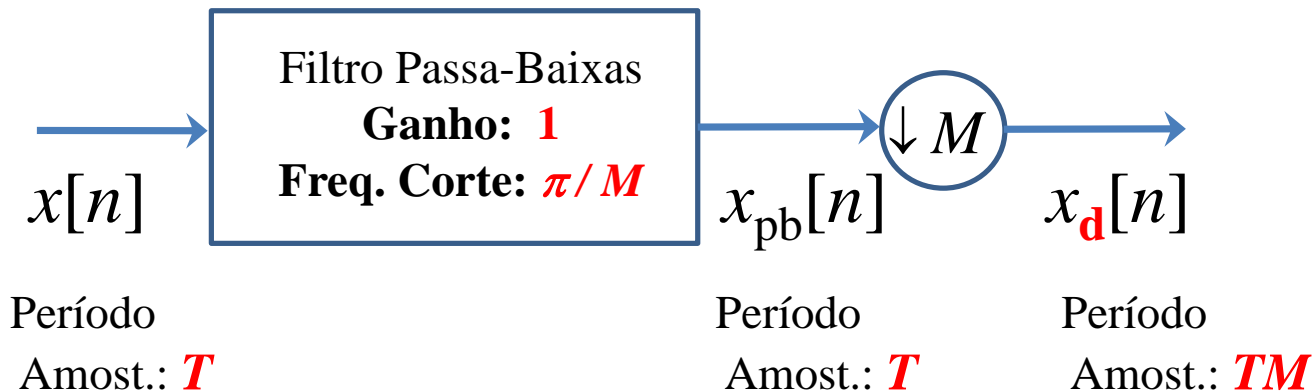 Filtro Passa-Baixas
Ganho: 1
Freq. Corte: π / M
↓ M
x[n]
x_pb[n]
x_d[n]
Período
Amost.: T
Período
Amost.: T
Período
Amost.: TM